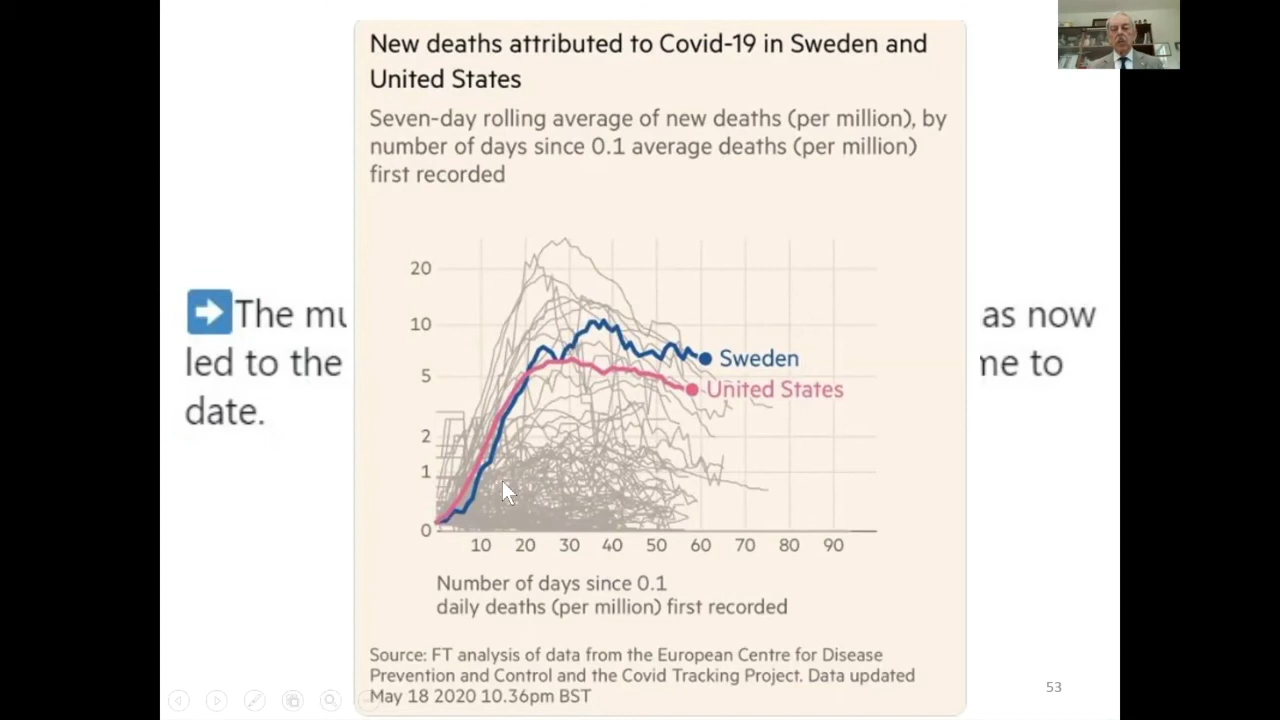 New deaths attributed to Covid-19 in Sweden and
United States
Seven-day rolling average of new deaths (per million), by
number of days since 0.1 average deaths (per million)
first recorded
The mu
as now
led to the
me to
date.
20
10
5
2
1
0
Sweden
United States
10 20 30 40 50 60 70 80 90
Number of days since 0.1
daily deaths (per million) first recorded
Source: FT analysis of data from the European Centre for Disease
Prevention and Control and the Covid Tracking Project. Data updated
May 18 2020 10.36pm BST
53